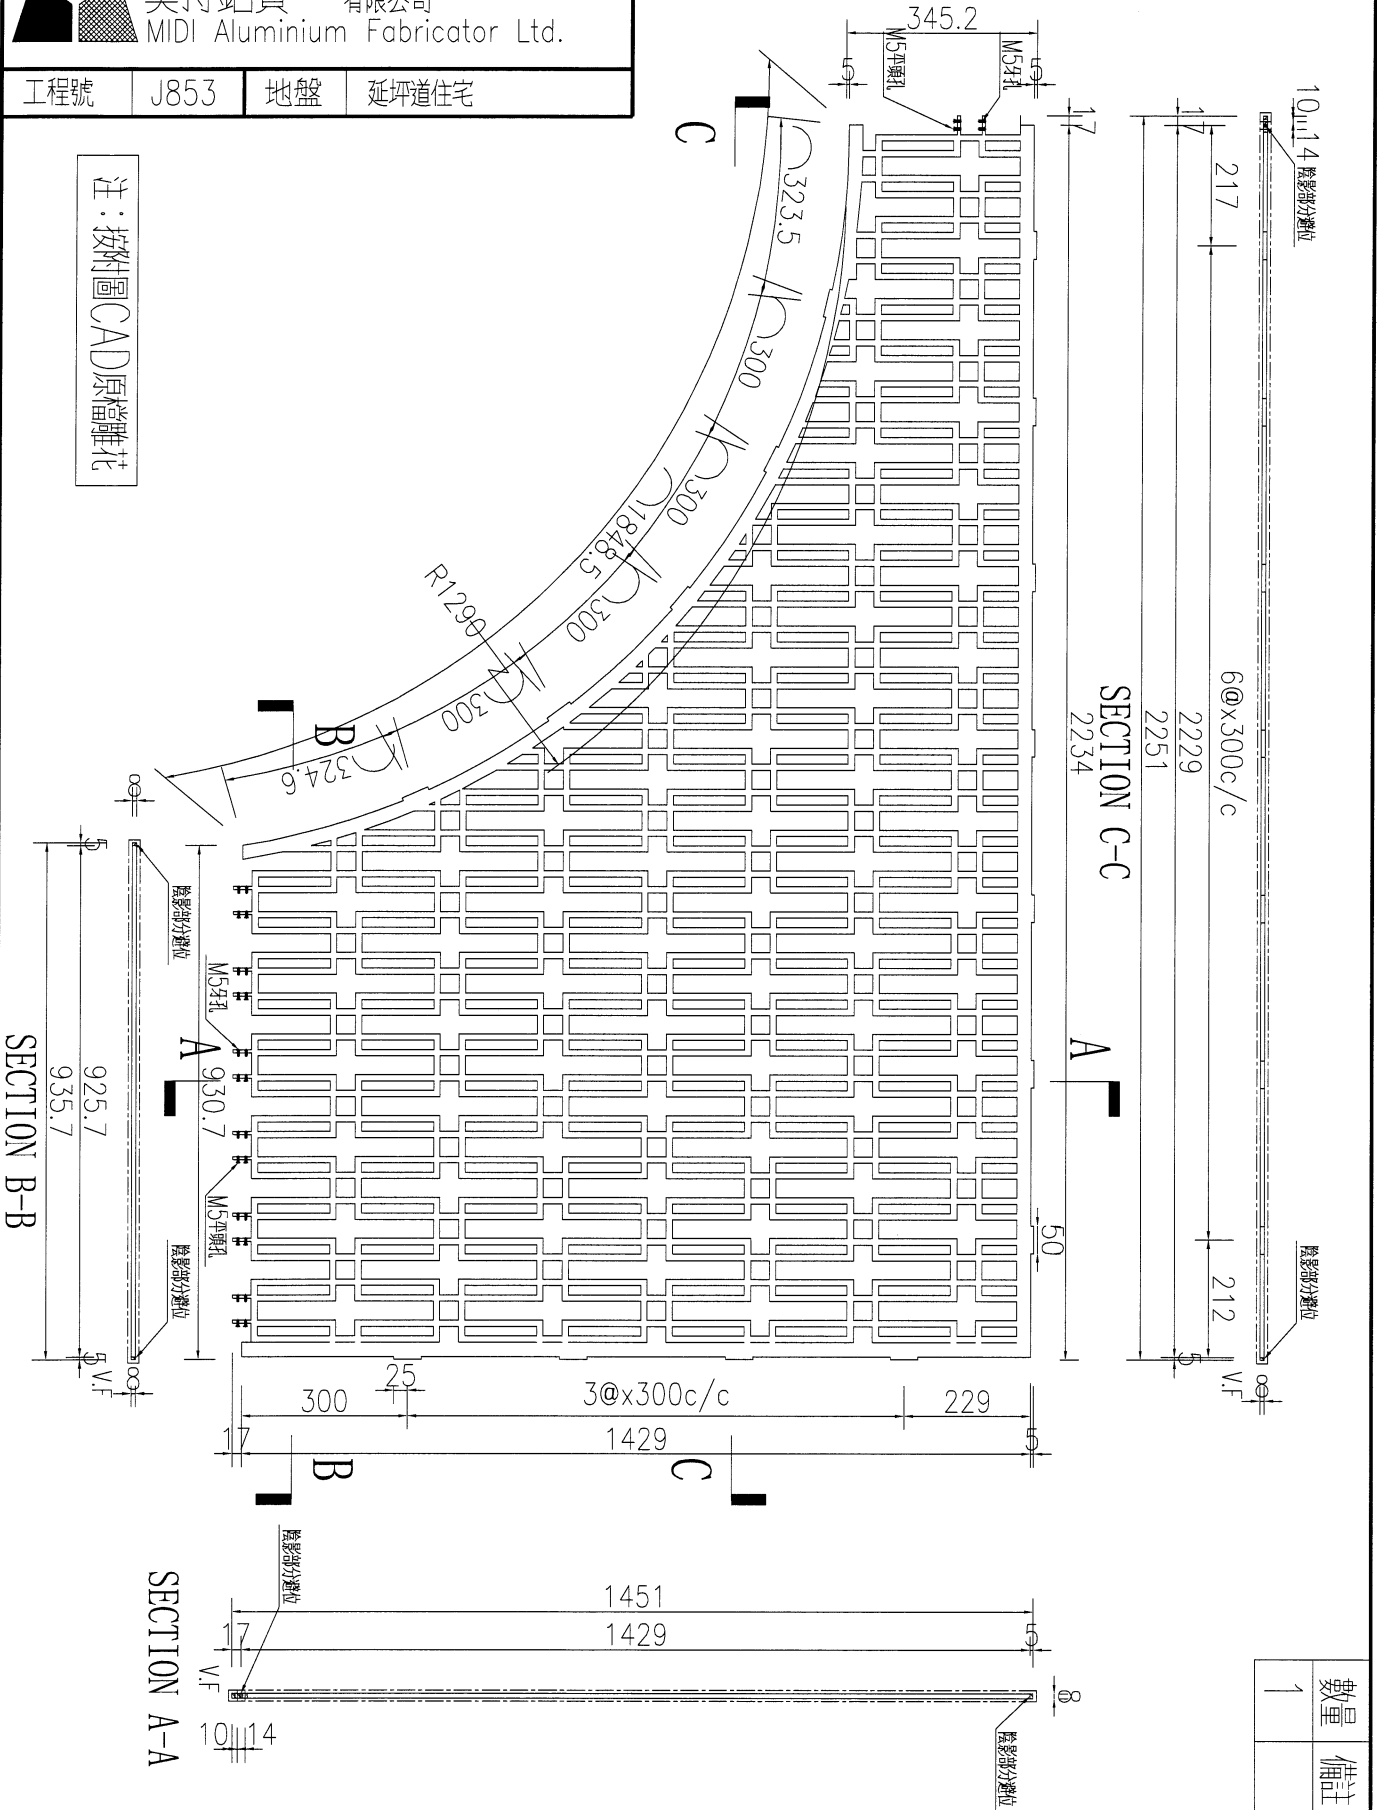 有限公司
MIDI Aluminium Fabricator Ltd.
工程號 J853 地盤 延坪道住宅
注：按附圖CAD原檔雕花
數量 備註
1
345.2
5
5
M5平頭孔
M5牙孔
17
17
10 14
陰影部分避位
217
6@x300c/c
212
2229
2251
2234
5
V.F
8
陰影部分避位
SECTION C-C
C
323.5
300
300
1848.5
300
300
324.6
R1290
B
A
A
50
8
5
陰影部分避位
M5牙孔
930.7
M5平頭孔
925.7
935.7
陰影部分避位
5
V.F
8
SECTION B-B
25
300
3@x300c/c
229
17
1429
5
B
C
陰影部分避位
1451
17
1429
5
V.F
8
10 14
陰影部分避位
SECTION A-A